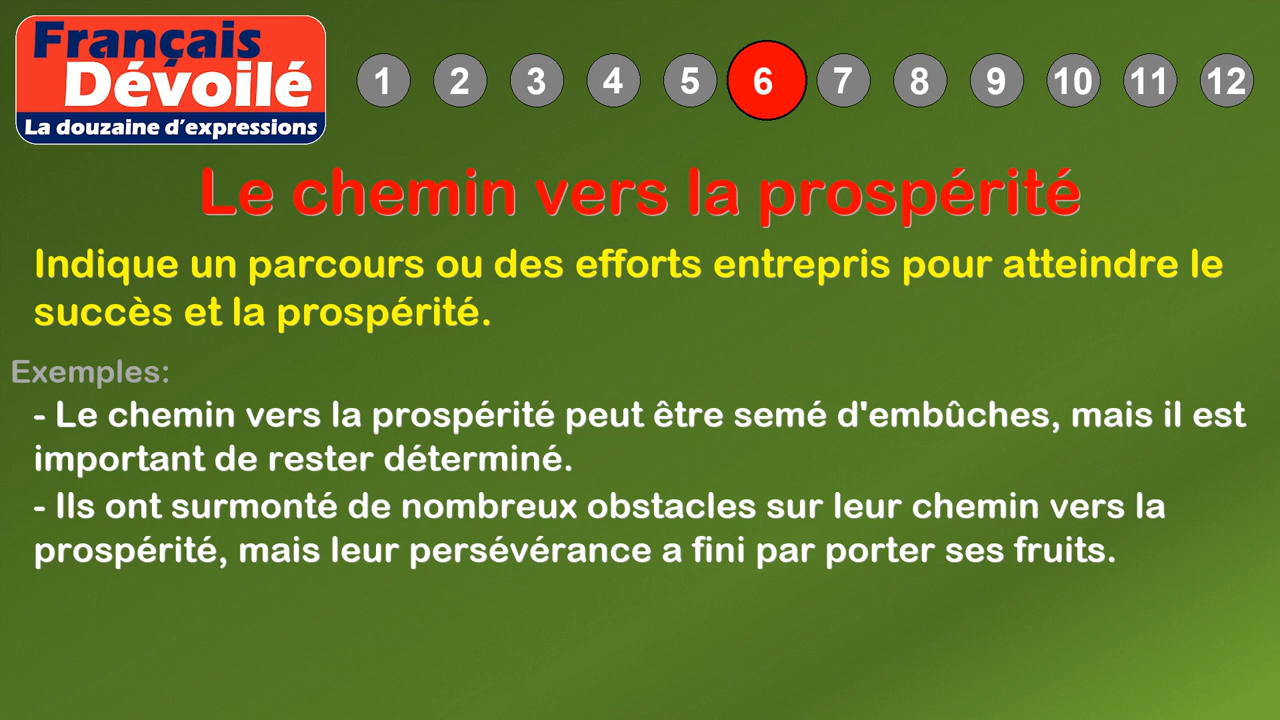 Français
Dévoilé
La douzaine d'expressions
1 2 3 4 5 6 7 8 9 10 11 12
Le chemin vers la prospérité
Indique un parcours ou des efforts entrepris pour atteindre le
succès et la prospérité.
Exemples:
- Le chemin vers la prospérité peut être semé d'embûches, mais il est
important de rester déterminé.
- Ils ont surmonté de nombreux obstacles sur leur chemin vers la
prospérité, mais leur persévérance a fini par porter ses fruits.